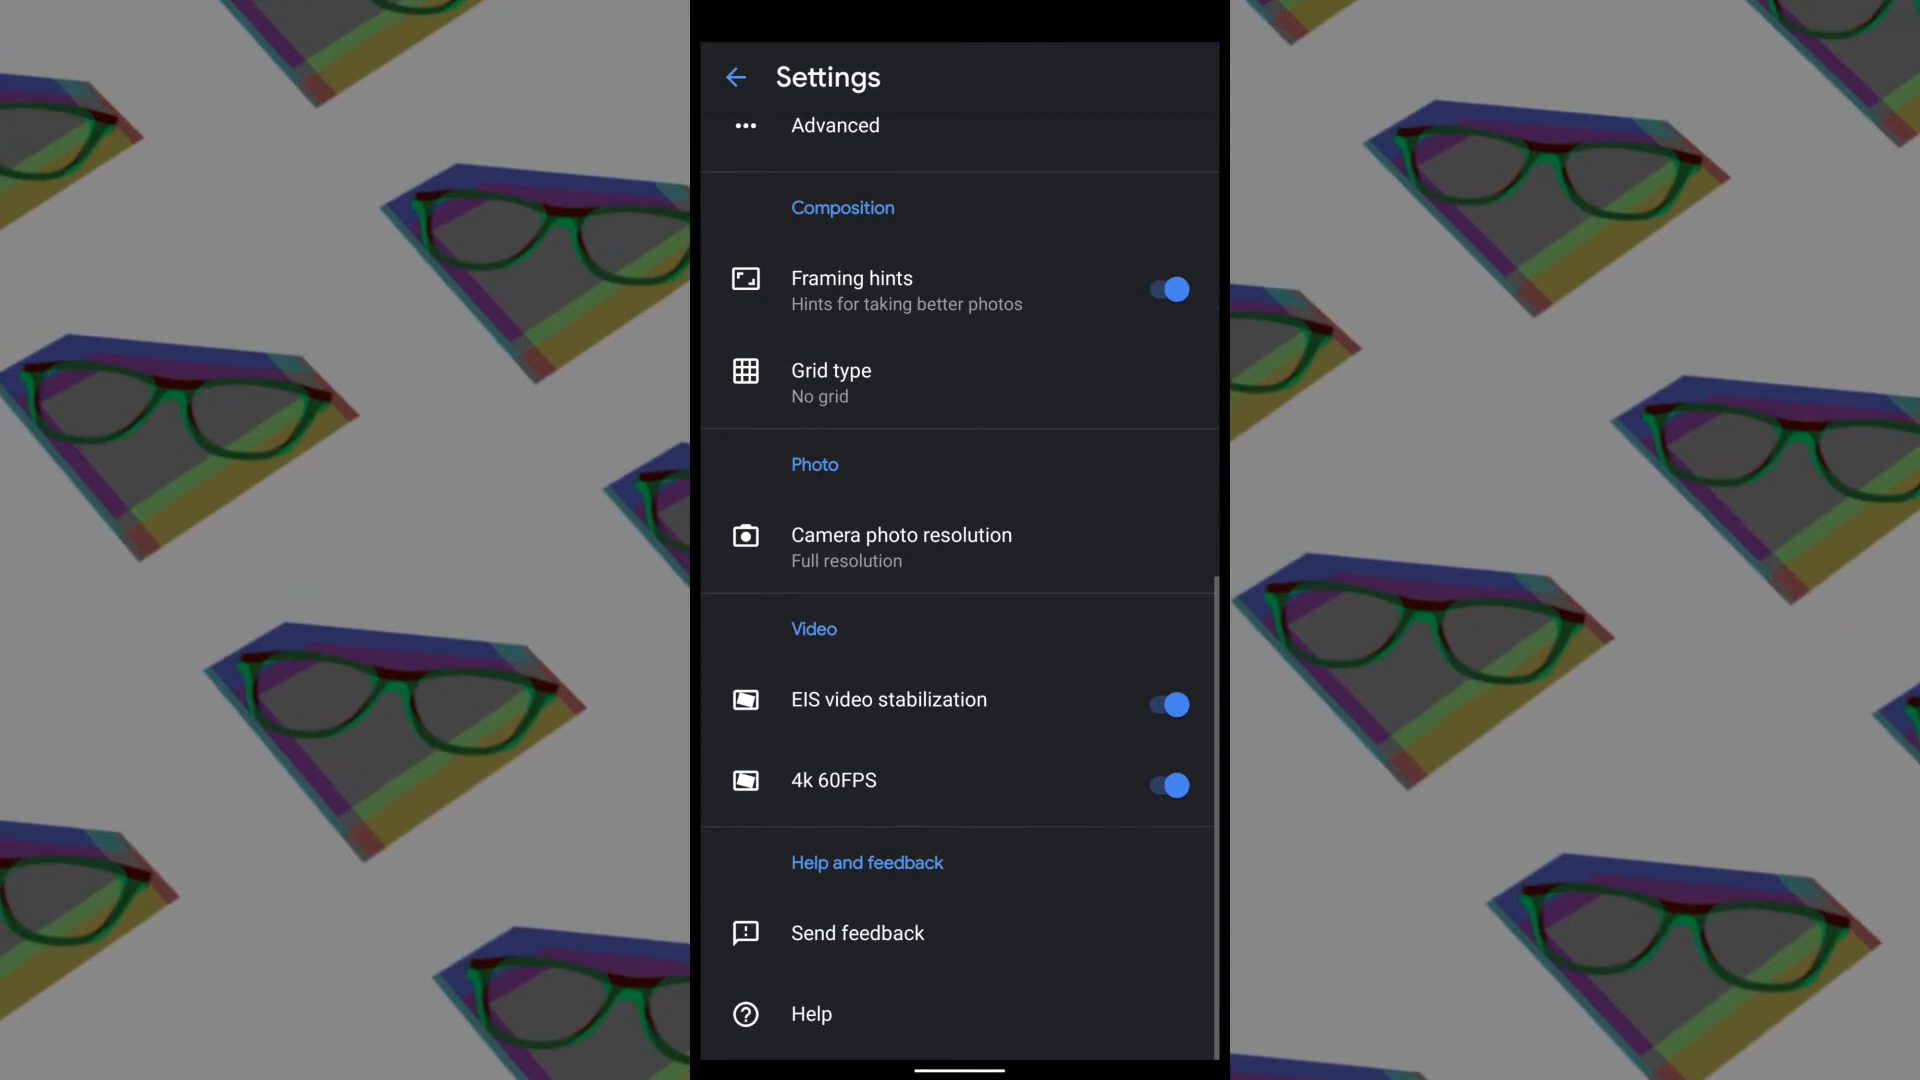 Settings
Advanced
Composition
Framing hints
Hints for taking better photos
Grid type
No grid
Photo
Camera photo resolution
Full resolution
Video
EIS video stabilization
4k 60FPS
Help and feedback
Send feedback
Help